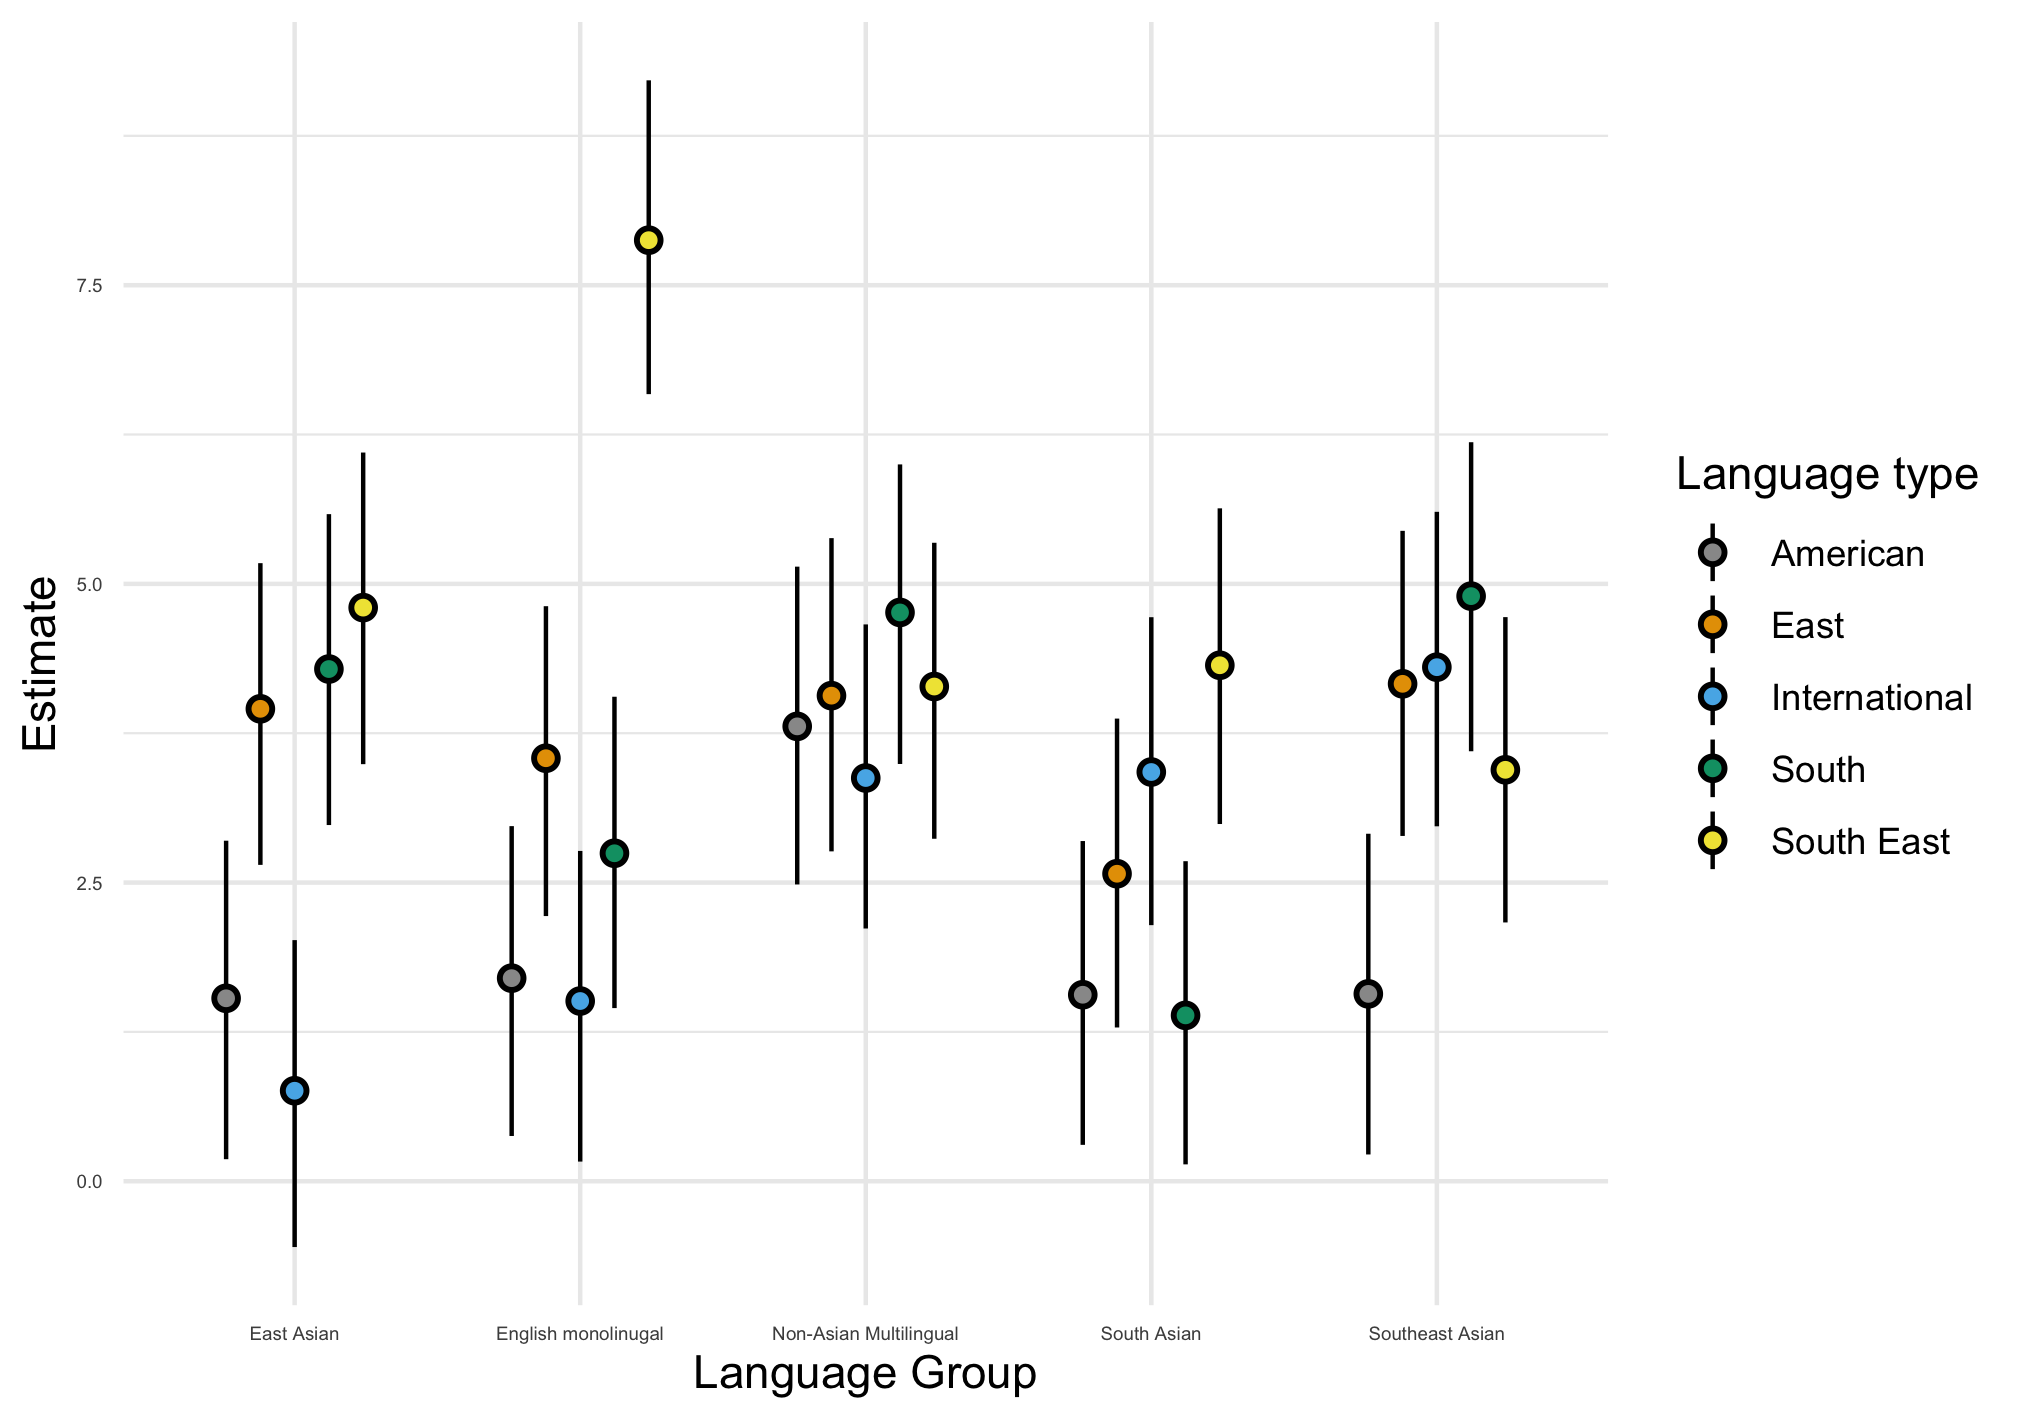 7.5
5.0
2.5
0.0
Estimate
East Asian
English monolinugal
Non-Asian Multilingual
South Asian
Southeast Asian
Language Group
Language type
American
East
International
South
South East